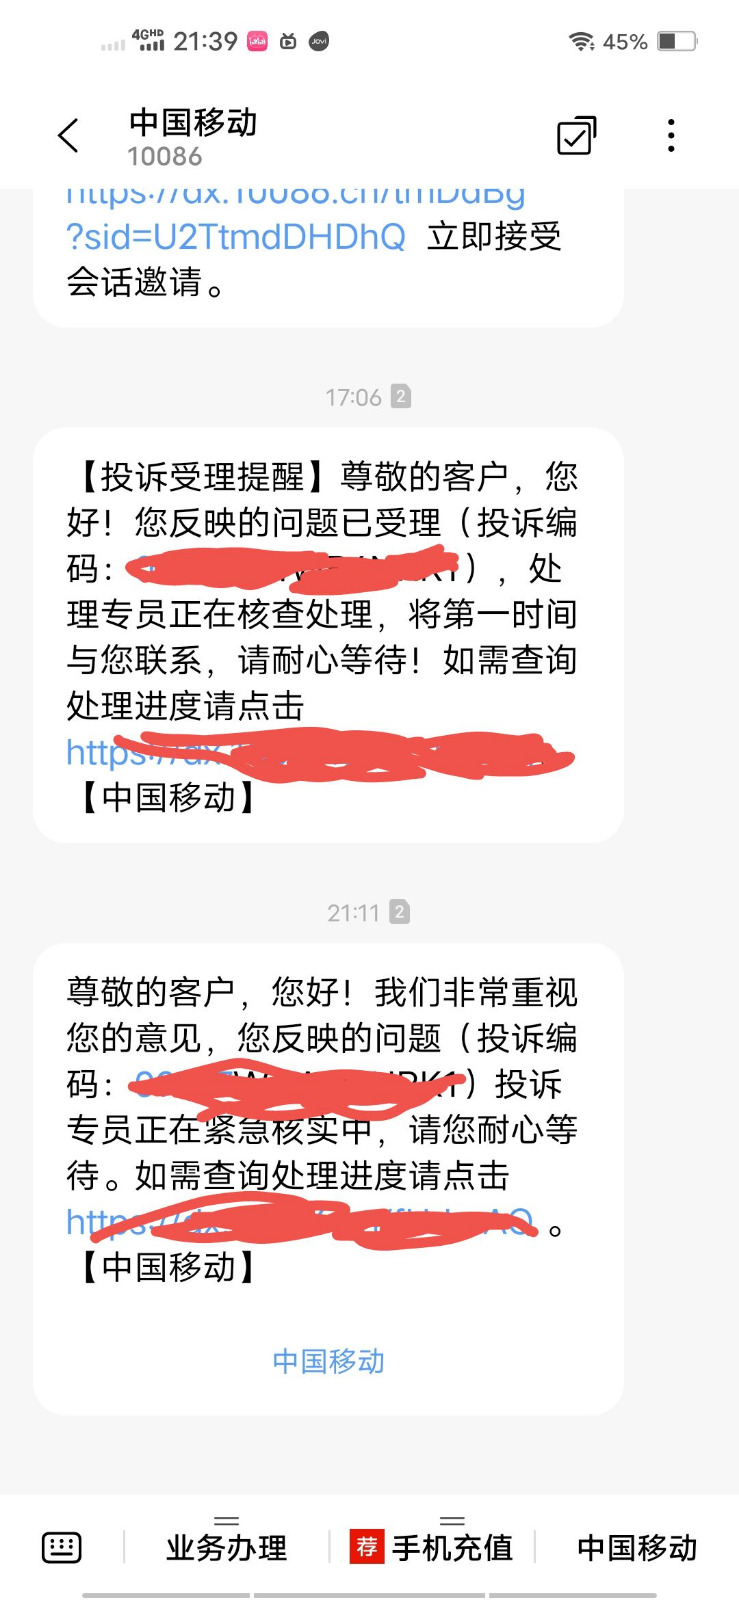 4GHD 21:39 45%
中国移动
10086
?sid=U2TtmdDHDhQ 立即接受
会话邀请。
17:06 2
【投诉受理提醒】尊敬的客户，您
好！您反映的问题已受理（投诉编
码： ），处
理专员正在核查处理，将第一时间
与您联系，请耐心等待！如需查询
处理进度请点击
https://dx.
【中国移动】
21:11 2
尊敬的客户，您好！我们非常重视
您的意见，您反映的问题（投诉编
码： ）投诉
专员正在紧急核实中，请您耐心等
待。如需查询处理进度请点击
https://dx. 。
【中国移动】
中国移动
业务办理 荐 手机充值 中国移动